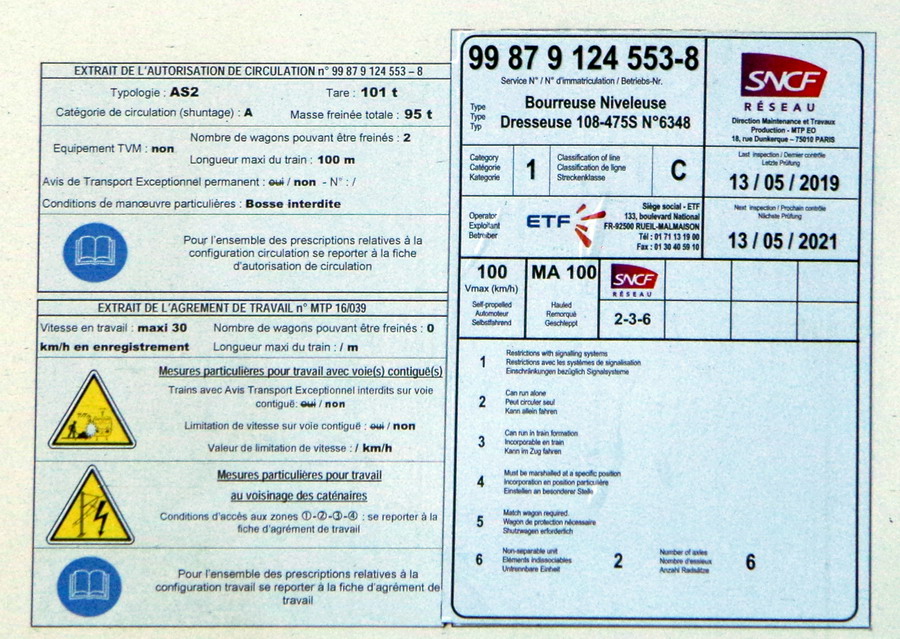 EXTRAIT DE L'AUTORISATION DE CIRCULATION n° 99 87 9 124 553 – 8
Typologie : AS2 Tare : 101 t
Catégorie de circulation (shuntage) : A Masse freinée totale : 95 t
Equipement TVM : non
Nombre de wagons pouvant être freinés : 2
Longueur maxi du train : 100 m
Avis de Transport Exceptionnel permanent : oui / non - N° : /
Conditions de manœuvre particulières : Bosse interdite
Pour l'ensemble des prescriptions relatives à la
configuration circulation se reporter à la fiche
d'autorisation de circulation
EXTRAIT DE L'AGREMENT DE TRAVAIL n° MTP 16/039
Vitesse en travail : maxi 30 Nombre de wagons pouvant être freinés : 0
km/h en enregistrement Longueur maxi du train : / m
Mesures particulières pour travail avec voie(s) contiguë(s)
Trains avec Avis Transport Exceptionnel interdits sur voie
contiguë: oui / non
Limitation de vitesse sur voie contiguë : oui / non
Valeur de limitation de vitesse : / km/h
Mesures particulières pour travail
au voisinage des caténaires
Conditions d'accès aux zones ①-②-③-④ : se reporter à la
fiche d'agrément de travail
Pour l'ensemble des prescriptions relatives à la
configuration travail se reporter à la fiche d'agrément de
travail
99 87 9 124 553-8
Service N° / N° d'immatriculation / Betriebs-Nr.
Type
Type
Typ
Bourreuse Niveleuse
Dresseuse 108-475S N°6348
SNCF
RÉSEAU
Direction Maintenance et Travaux
Production - MTP EO
18, rue Dunkerque – 75010 PARIS
Category
Catégorie
Kategorie
1
Classification of line
Classification de ligne
Streckenklasse
C
Last inspection / Dernier contrôle
Letzte Prüfung
13 / 05 / 2019
Operator
Exploitant
Betreiber
ETF
Siège social - ETF
133, boulevard National
FR-92500 RUEIL-MALMAISON
Tél : 01 71 13 19 00
Fax : 01 30 40 59 10
Next inspection / Prochain contrôle
Nächste Prüfung
13 / 05 / 2021
100
Vmax (km/h)
Self-propelled
Automoteur
Selbstfahrend
MA 100
Hauled
Remorqué
Geschleppt
SNCF
RÉSEAU
2-3-6
1
Restrictions with signalling systems
Restrictions avec les systèmes de signalisation
Einschränkungen bezüglich Signalsysteme
2
Can run alone
Peut circuler seul
Kann allein fahren
3
Can run in train formation
Incorporable en train
Kann im Zug fahren
4
Must be marshalled at a specific position
Incorporation en position particulière
Einstellen an besonderer Stelle
5
Match wagon required
Wagon de protection nécessaire
Schutzwagen erforderlich
6
Non-separable unit
Eléments indissociables
Untrennbare Einheit
2
Number of axles
Nombre d'essieux
Anzahl Radsätze
6